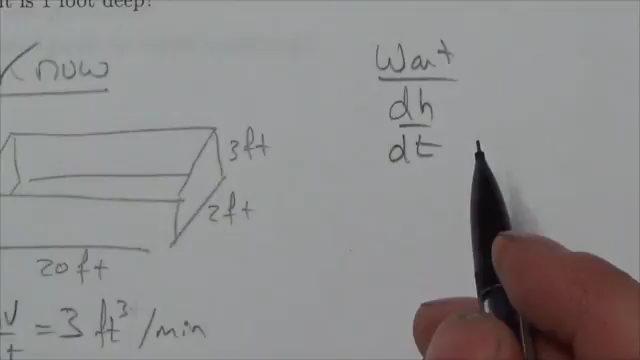 it is 1 foot deep?
Know
Want
dh
dt
3ft
2ft
20ft
= 3 ft³/min